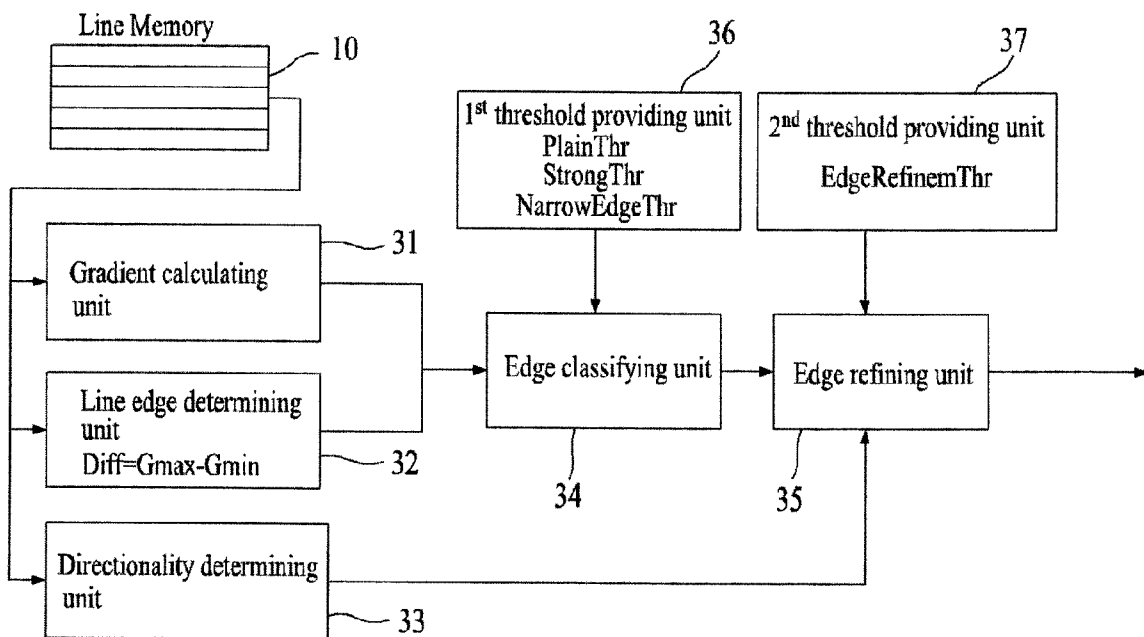 Line Memory
10
36
37
1st threshold providing unit
PlainThr
StrongThr
NarrowEdgeThr
2nd threshold providing unit
EdgeRefinemThr
31
Gradient calculating
unit
Edge classifying unit
Edge refining unit
Line edge determining
unit
Diff=Gmax-Gmin
32
34
35
Directionality determining
unit
33